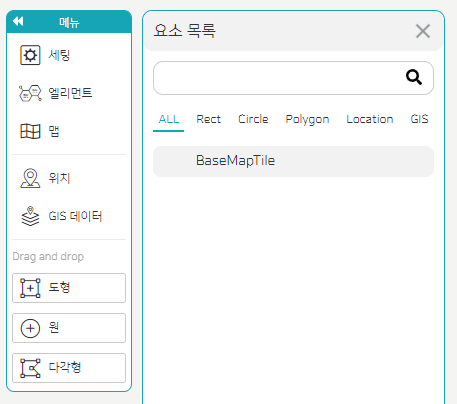 메뉴
세팅
엘리먼트
맵
위치
GIS 데이터
Drag and drop
도형
원
다각형
요소 목록
ALL Rect Circle Polygon Location GIS
BaseMapTile